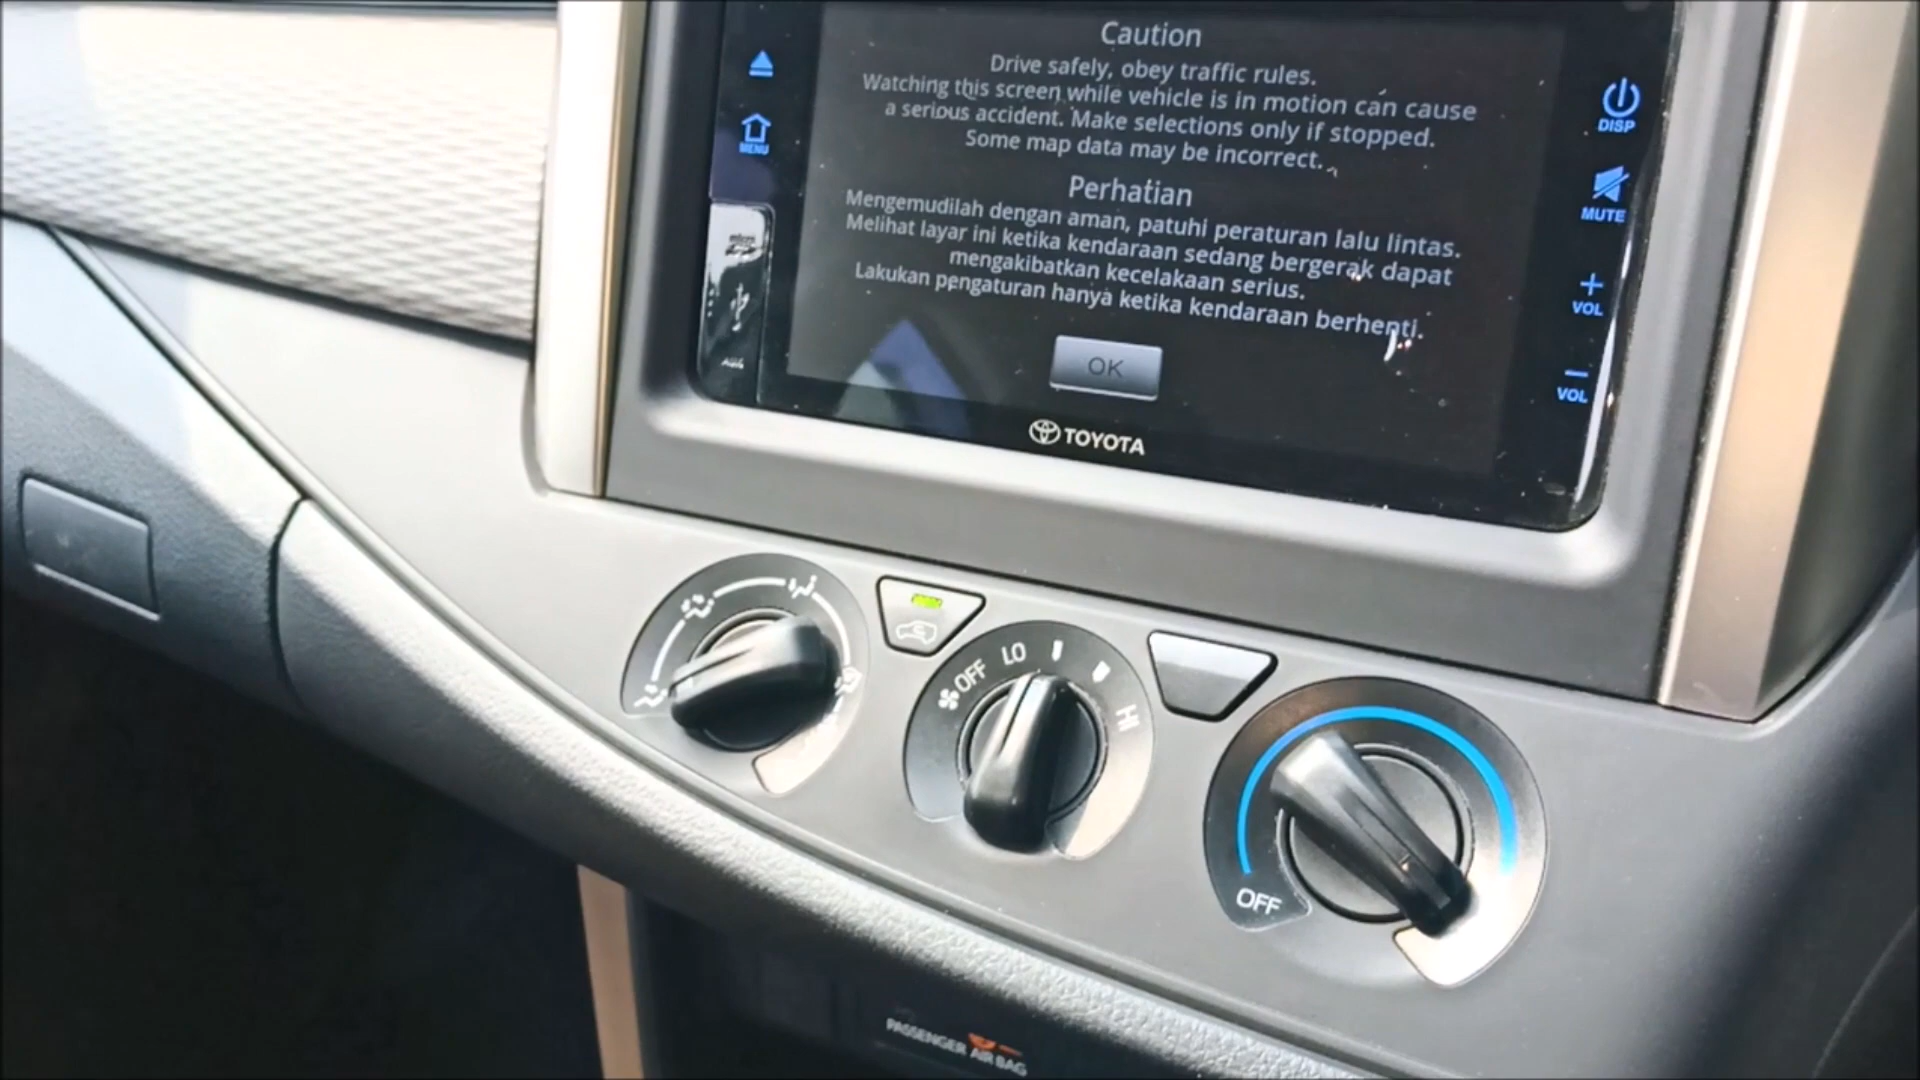 Caution
Drive safely, obey traffic rules.
Watching this screen while vehicle is in motion can cause
a serious accident. Make selections only if stopped.
Some map data may be incorrect.
Perhatian
Mengemudilah dengan aman, patuhi peraturan lalu lintas.
Melihat layar ini ketika kendaraan sedang bergerak dapat
mengakibatkan kecelakaan serius.
Lakukan pengaturan hanya ketika kendaraan berhenti.
OK
MENU
AUX
DISP
MUTE
+
VOL
−
VOL
TOYOTA
OFF LO HI
OFF
PASSENGER AIR BAG